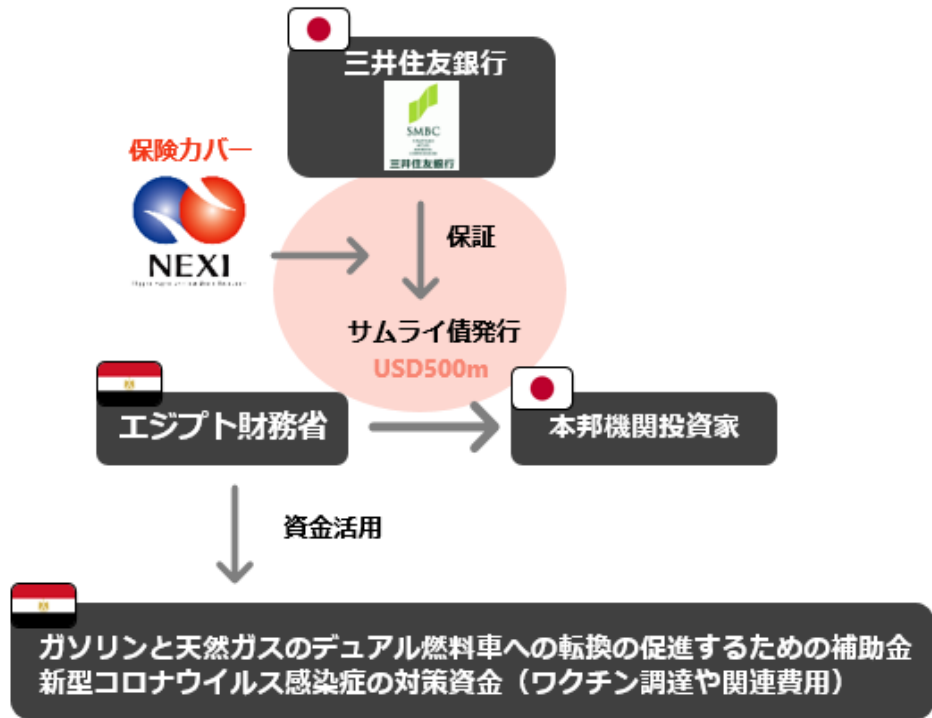 三井住友銀行
SMBC
三井住友銀行
保険カバー
NEXI
保証
サムライ債発行
USD500m
エジプト財務省
本邦機関投資家
資金活用
ガソリンと天然ガスのデュアル燃料車への転換の促進するための補助金
新型コロナウイルス感染症の対策資金（ワクチン調達や関連費用）